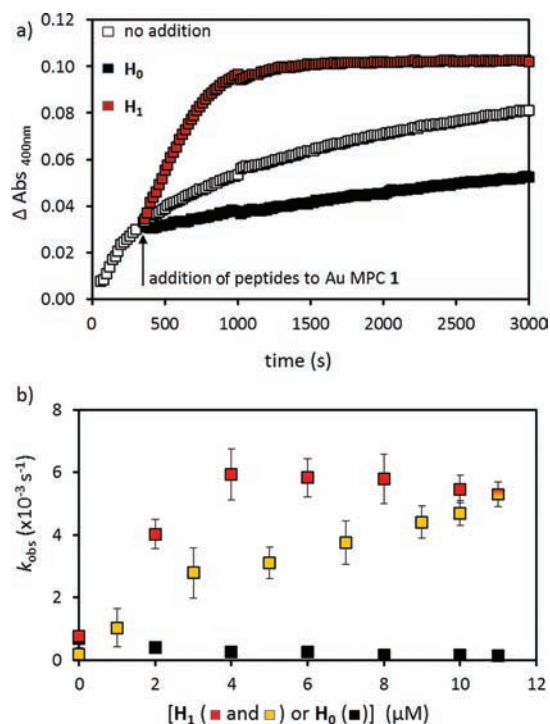 a)
0.12
0.10
0.08
0.06
0.04
0.02
0.00
Δ Abs 400nm
no addition
H0
H1
addition of peptides to Au MPC 1
0 500 1000 1500 2000 2500 3000
time (s)
b)
8
6
4
2
0
kobs (x10-3 s-1)
0 2 4 6 8 10 12
[H1 ( and ) or H0 ( )] (μM)